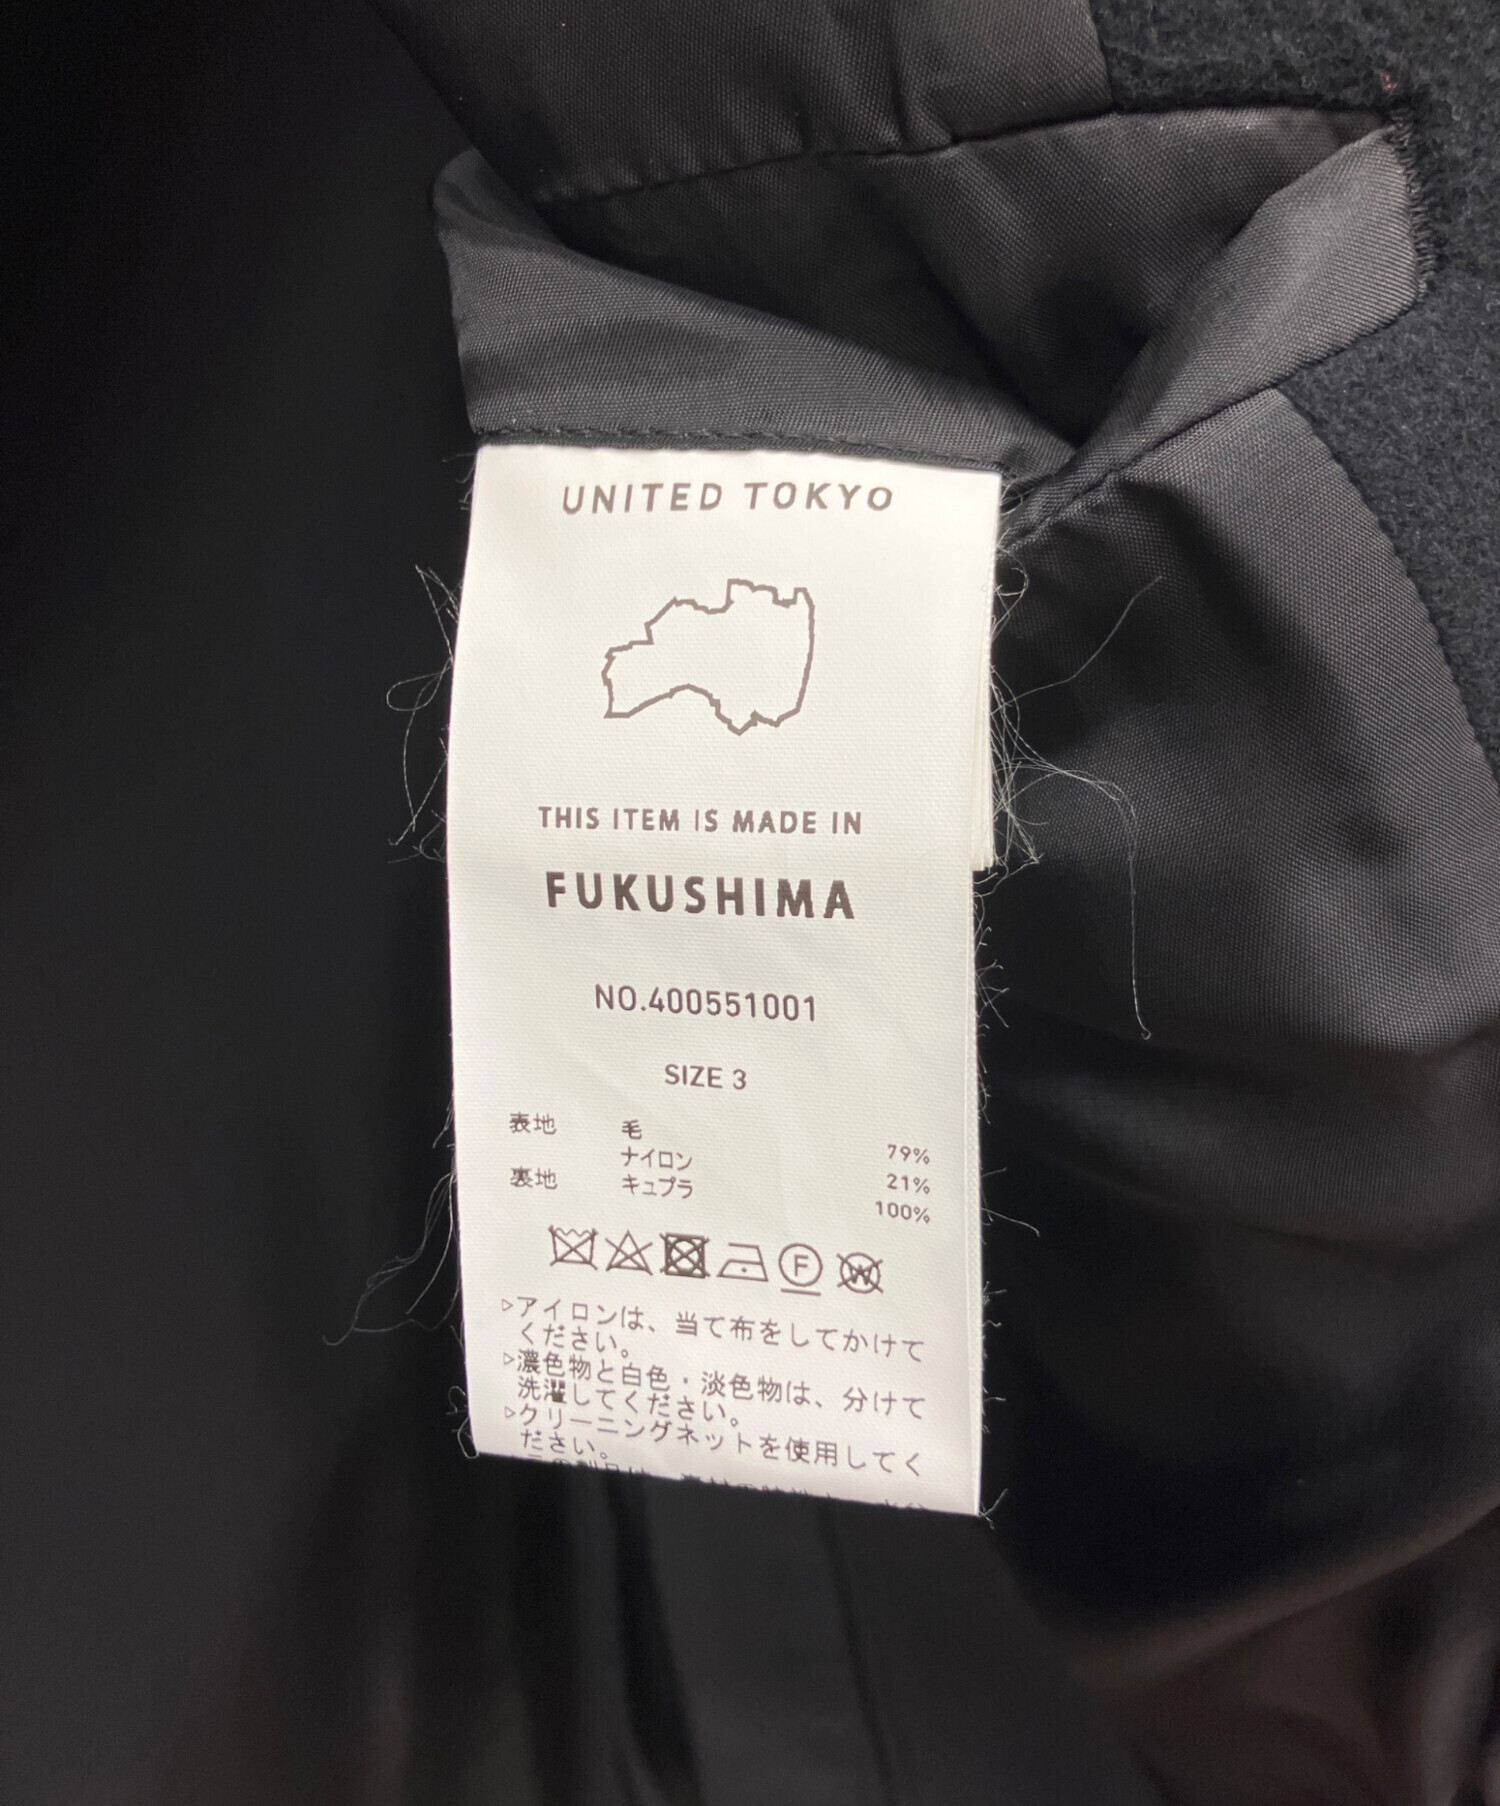 UNITED TOKYO
THIS ITEM IS MADE IN
FUKUSHIMA
NO.400551001
SIZE 3
表地 毛 79%
ナイロン 21%
裏地 キュプラ 100%
F W
▷アイロンは、当て布をしてかけて
ください。
▷濃色物と白色・淡色物は、分けて
洗濯してください。
▷クリーニングネットを使用してく
ださい。